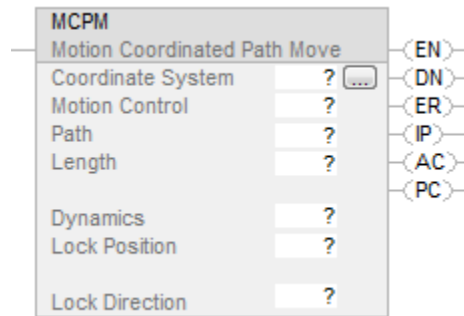 MCPM
Motion Coordinated Path Move
(EN)
Coordinate System ? ...
(DN)
Motion Control ?
(ER)
Path ?
(IP)
Length ?
(AC)
(PC)
Dynamics ?
Lock Position ?
Lock Direction ?